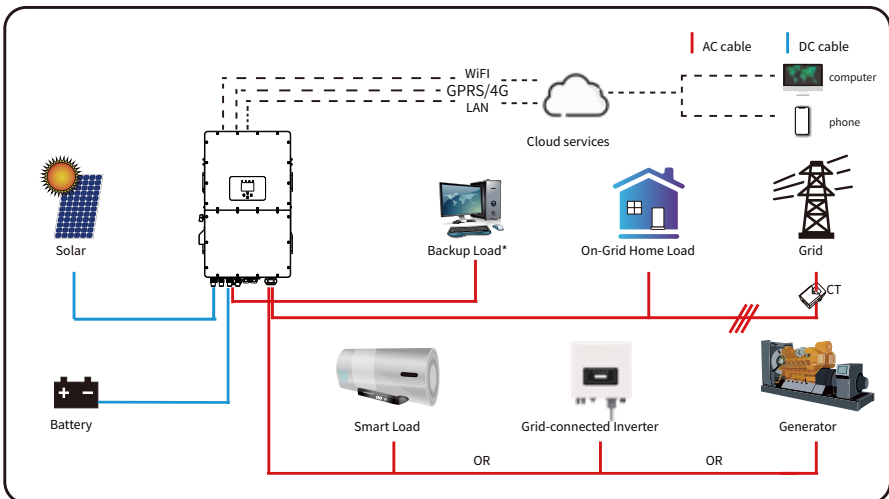 AC cable
DC cable
WiFI
GPRS/4G
LAN
computer
phone
Cloud services
Solar
Backup Load*
On-Grid Home Load
Grid
CT
Battery
Smart Load
Grid-connected Inverter
Generator
OR
OR